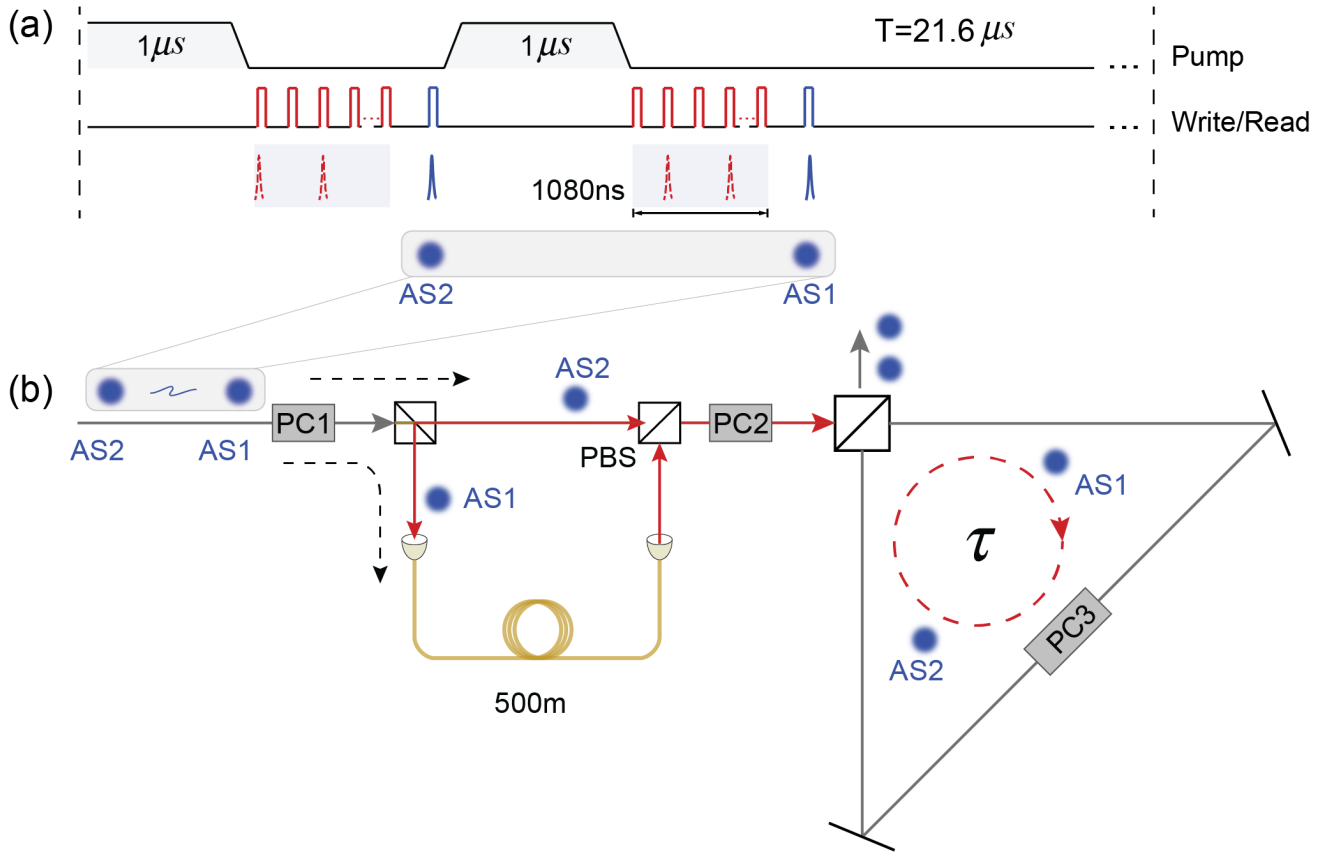 (a)
1μs
1μs
T=21.6 μs
Pump
Write/Read
1080ns
AS2
AS1
(b)
AS2
AS1
PC1
AS2
PBS
PC2
AS1
AS1
τ
AS2
PC3
500m